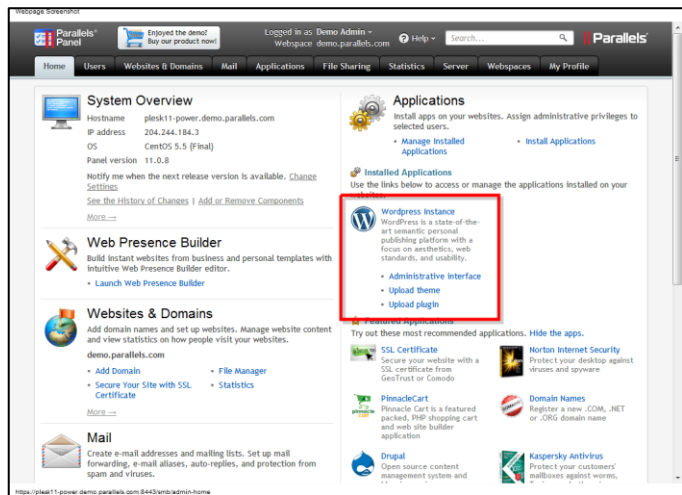 Webpage Screenshot
Parallels®
Panel
Enjoyed the demo?
Buy our product now!
Logged in as Demo Admin
Webspace demo.parallels.com
Help
Search...
Parallels®
Home Users Websites & Domains Mail Applications File Sharing Statistics Server Webspaces My Profile
System Overview
Hostname plesk11-power.demo.parallels.com
IP address 204.244.184.3
OS CentOS 5.5 (Final)
Panel version 11.0.8
Notify me when the next release version is available. Change
Settings
See the History of Changes | Add or Remove Components
More →
Web Presence Builder
Build instant websites from business and personal templates with
intuitive Web Presence Builder editor.
• Launch Web Presence Builder
Websites & Domains
Add domain names and set up websites. Manage website content
and view statistics on how people visit your websites.
demo.parallels.com
• Add Domain
• File Manager
• Secure Your Site with SSL
Certificate
• Statistics
More →
Mail
Create e-mail addresses and mailing lists. Set up mail
forwarding, e-mail aliases, auto-replies, and protection from
spam and viruses.
Applications
Install apps on your websites. Assign administrative privileges to
selected users.
• Manage Installed
Applications
• Install Applications
Installed Applications
Use the links below to access or manage the applications installed on your
websites.
Wordpress Instance
WordPress is a state-of-the-
art semantic personal
publishing platform with a
focus on aesthetics, web
standards, and usability.
• Administrative interface
• Upload theme
• Upload plugin
Featured Applications
Try out these most recommended applications. Hide the apps.
SSL Certificate
Secure your website with a
SSL certificate from
GeoTrust or Comodo
Norton Internet Security
Protect your desktop against
viruses and spyware
PinnacleCart
Pinnacle Cart is a featured
packed, PHP shopping cart
and web site builder
application
Domain Names
Register a new .COM, .NET
or .ORG domain name
Drupal
Open source content
management system and
Kaspersky Antivirus
Protect your customers'
mailboxes against worms,
https://plesk11-power.demo.parallels.com:8443/smb/admin-home